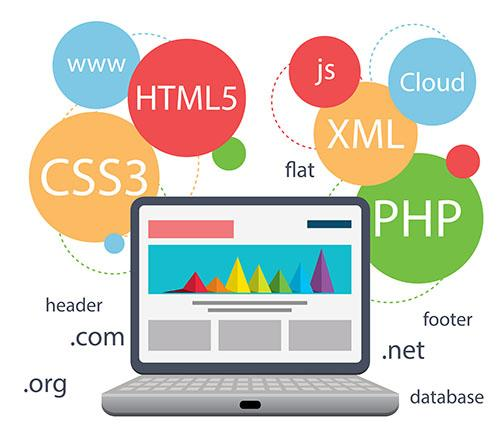 www
HTML5
js
Cloud
XML
flat
CSS3
PHP
header
.com
footer
.net
.org
database